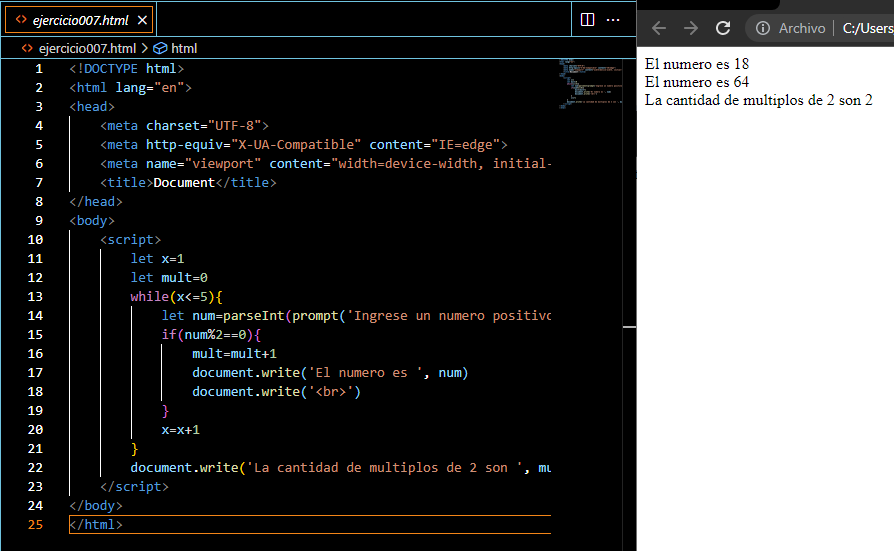 ejercicio007.html
ejercicio007.html > html
1 <!DOCTYPE html>
2 <html lang="en">
3 <head>
4 <meta charset="UTF-8">
5 <meta http-equiv="X-UA-Compatible" content="IE=edge">
6 <meta name="viewport" content="width=device-width, initial-
7 <title>Document</title>
8 </head>
9 <body>
10 <script>
11 let x=1
12 let mult=0
13 while(x<=5){
14 let num=parseInt(prompt('Ingrese un numero positivo
15 if(num%2==0){
16 mult=mult+1
17 document.write('El numero es ', num)
18 document.write('<br>')
19 }
20 x=x+1
21 }
22 document.write('La cantidad de multiplos de 2 son ', mu
23 </script>
24 </body>
25 </html>
Archivo | C:/Users
El numero es 18
El numero es 64
La cantidad de multiplos de 2 son 2